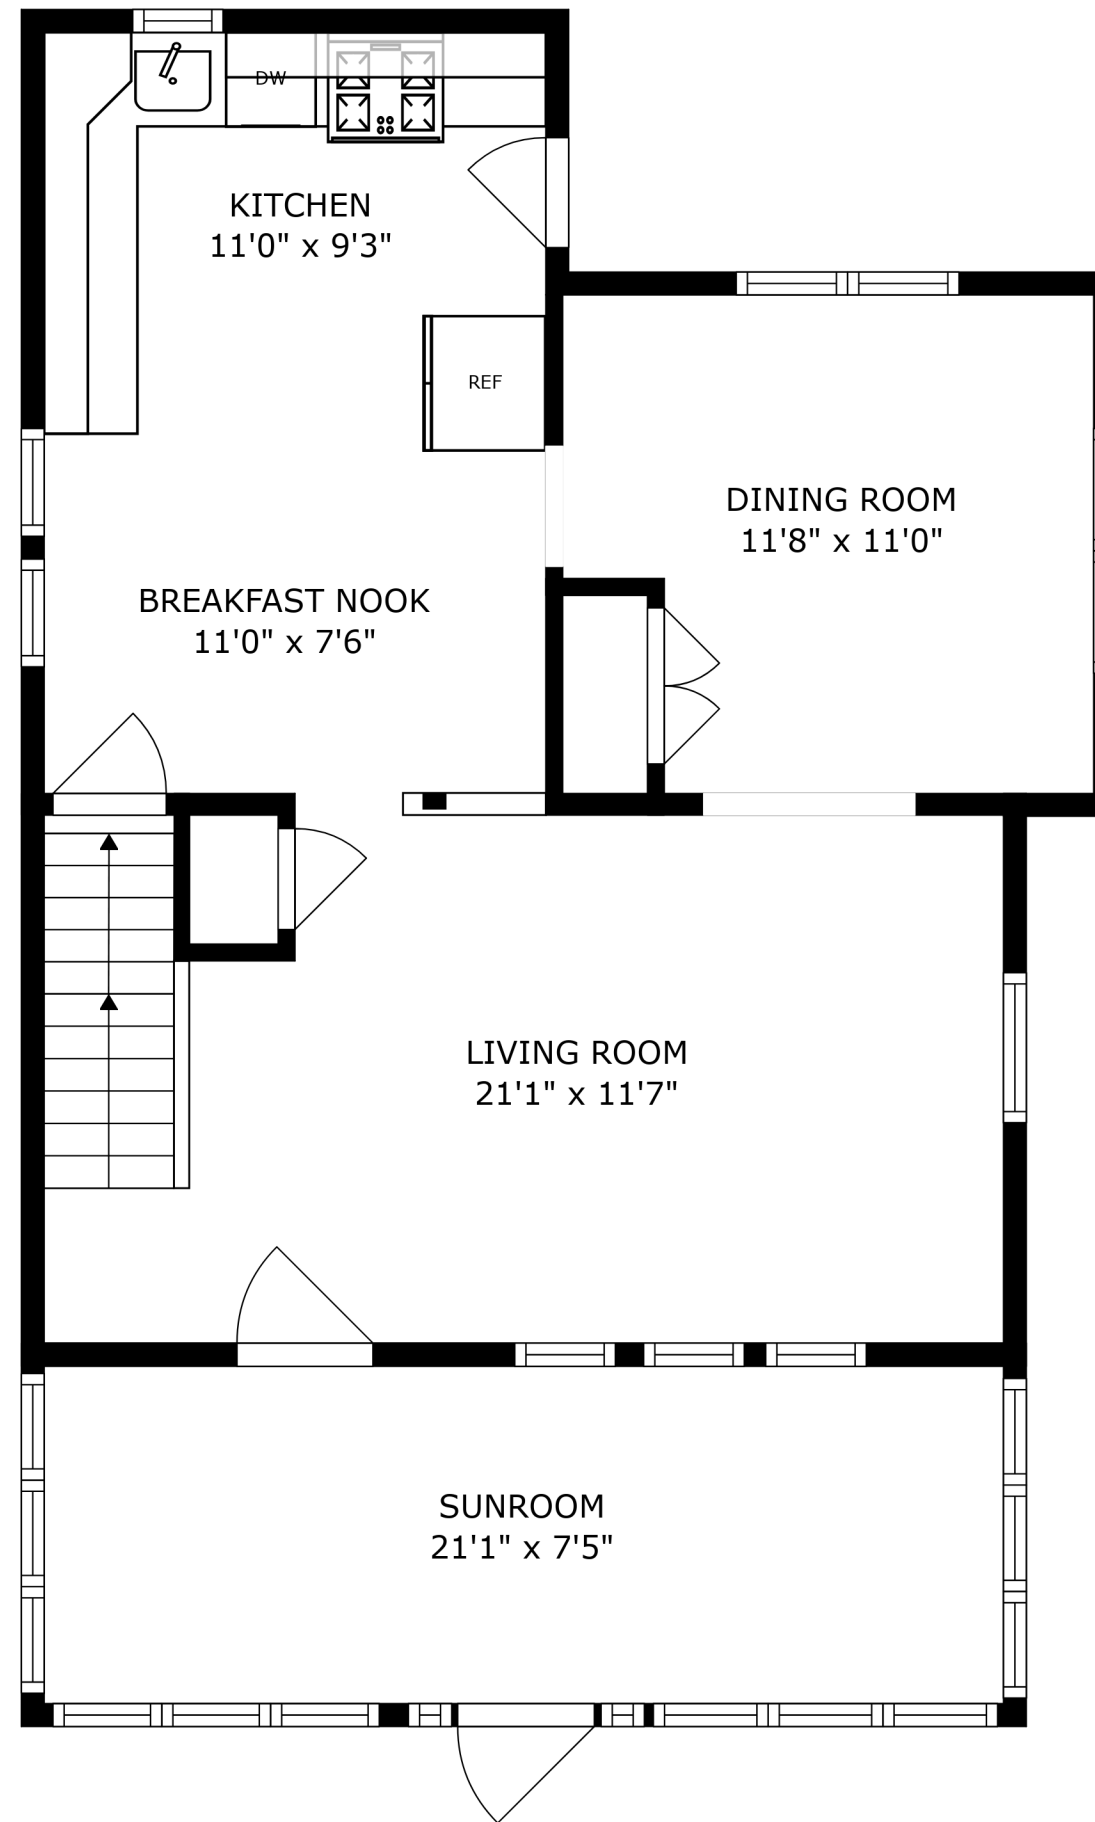 DW
KITCHEN
11'0" x 9'3"
REF
DINING ROOM
11'8" x 11'0"
BREAKFAST NOOK
11'0" x 7'6"
LIVING ROOM
21'1" x 11'7"
SUNROOM
21'1" x 7'5"